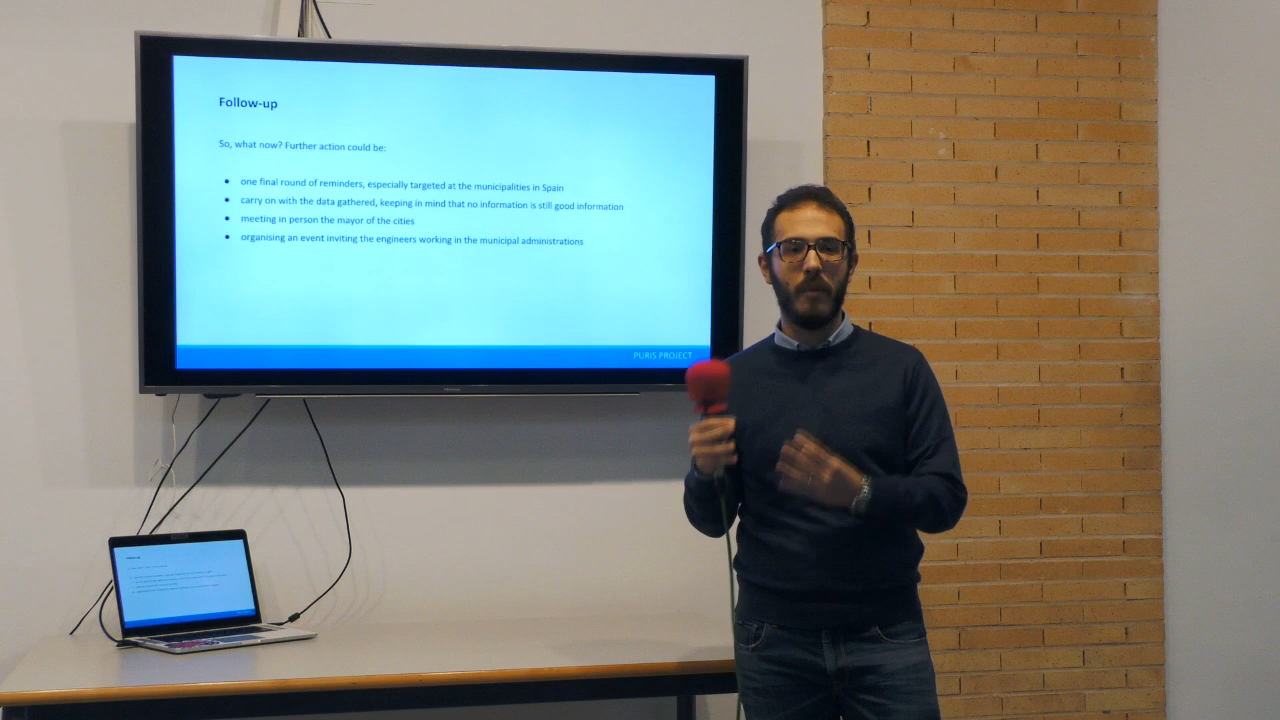 Follow-up
So, what now? Further action could be:
• one final round of reminders, especially targeted at the municipalities in Spain
• carry on with the data gathered, keeping in mind that no information is still good information
• meeting in person the mayor of the cities
• organising an event inviting the engineers working in the municipal administrations
PURIS PROJECT
Follow-up